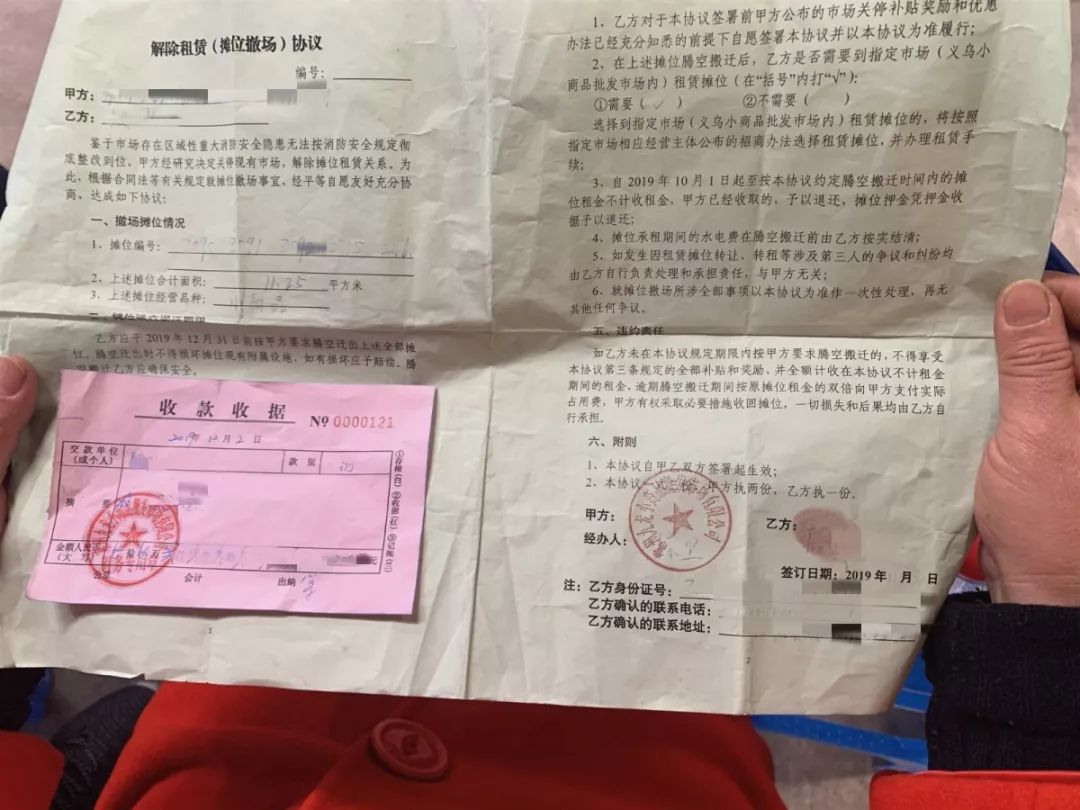 解除租赁（摊位撤场）协议
编号：
甲方：
乙方：
鉴于市场存在区域性重大消防安全隐患无法按消防安全规定彻
底整改到位，甲方经研究决定关停现有市场，解除摊位租赁关系。为
此，根据合同法等有关规定就摊位撤场事宜，经平等自愿友好充分协
商，达成如下协议：
一、撤场摊位情况
1、摊位编号：
2、上述摊位合计面积：11.25 平方米
3、上述摊位经营品种：
乙方应于 2019 年 12 月 31 日前按甲方要求腾空迁出上述全部摊
位。腾空迁出时不得损坏摊位现有附属设施，如有损坏应予赔偿、腾
空搬迁乙方应确保安全。
收款收据 № 0000121
2019年12月2日
交款单位
（或个人）
款别
摘要
金额人民币
（大写）
元
会计
出纳
①存根（白）②收据（红）③记帐（兰）
1
1、乙方对于本协议签署前甲方公布的市场关停补贴奖励和优惠
办法已经充分知悉的前提下自愿签署本协议并以本协议为准履行；
2、在上述摊位腾空搬迁后，乙方是否需要到指定市场（义乌小
商品批发市场内）租赁摊位（在“括号”内打“√”）：
①需要（ ✓ ） ②不需要（ ）
选择到指定市场（义乌小商品批发市场内）租赁摊位的，将按照
指定市场相应经营主体公布的招商办法选择租赁摊位，并办理租赁手
续；
3、自 2019 年 10 月 1 日起至按本协议约定腾空搬迁时间内的摊
位租金不计收租金，甲方已经收取的，予以退还，摊位押金凭押金收
据予以退还；
4、摊位承租期间的水电费在腾空搬迁前由乙方按实结清；
5、如发生因租赁摊位转让、转租等涉及第三人的争议和纠纷均
由乙方自行负责处理和承担责任，与甲方无关；
6、就摊位撤场所涉全部事项以本协议为准作一次性处理，再无
其他任何争议。
五、违约责任
如乙方未在本协议规定期限内按甲方要求腾空搬迁的，不得享受
本协议第三条规定的全部补贴和奖励、并全额计收在本协议不计租金
期间的租金，逾期腾空搬迁期间按原摊位租金的双倍向甲方支付实际
占用费，甲方有权采取必要措施收回摊位，一切损失和后果均由乙方自
行承担。
六、附则
1、本协议自甲乙双方签署起生效；
2、本协议一式三份，甲方执两份，乙方执一份。
甲方：
乙方：
经办人：
签订日期：2019 年 月 日
注：乙方身份证号：
乙方确认的联系电话：
乙方确认的联系地址：
2